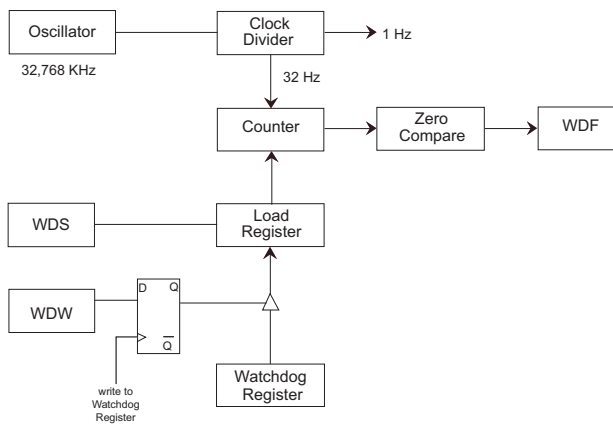 Oscillator
Clock
Divider
1 Hz
32,768 KHz
32 Hz
Counter
Zero
Compare
WDF
WDS
Load
Register
WDW
D
Q
Q
write to
Watchdog
Register
Watchdog
Register